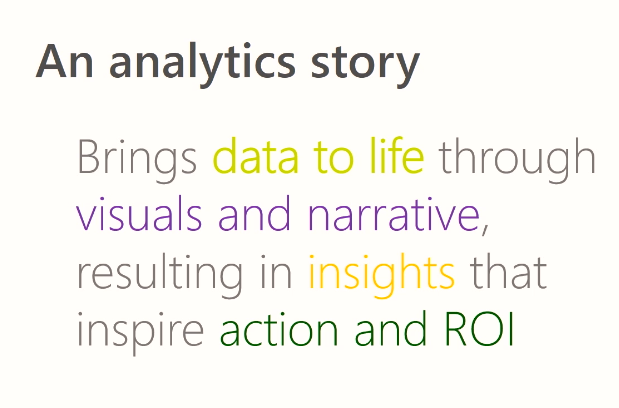 An analytics story
Brings data to life through
visuals and narrative,
resulting in insights that
inspire action and ROI